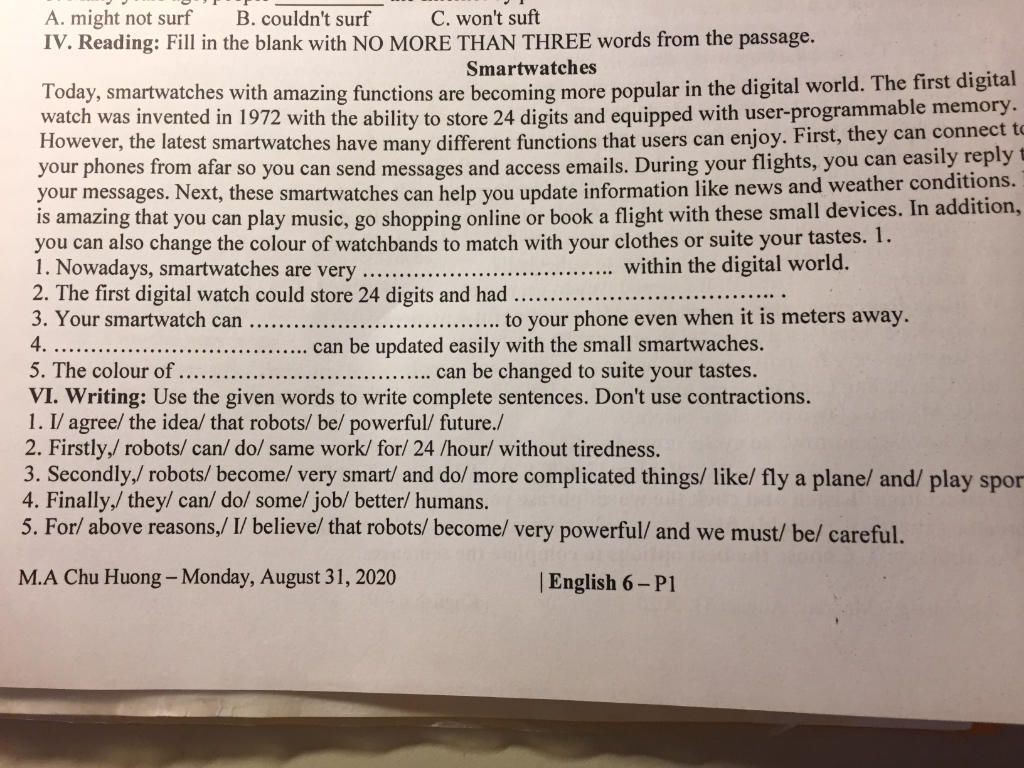 A. might not surf B. couldn't surf C. won't suft
IV. Reading: Fill in the blank with NO MORE THAN THREE words from the passage.
Smartwatches
Today, smartwatches with amazing functions are becoming more popular in the digital world. The first digital
watch was invented in 1972 with the ability to store 24 digits and equipped with user-programmable memory.
However, the latest smartwatches have many different functions that users can enjoy. First, they can connect to
your phones from afar so you can send messages and access emails. During your flights, you can easily reply
your messages. Next, these smartwatches can help you update information like news and weather conditions.
is amazing that you can play music, go shopping online or book a flight with these small devices. In addition,
you can also change the colour of watchbands to match with your clothes or suite your tastes. 1.
1. Nowadays, smartwatches are very ................................... within the digital world.
2. The first digital watch could store 24 digits and had ................................... .
3. Your smartwatch can ................................... to your phone even when it is meters away.
4. ................................... can be updated easily with the small smartwaches.
5. The colour of ................................... can be changed to suite your tastes.
VI. Writing: Use the given words to write complete sentences. Don't use contractions.
1. I/ agree/ the idea/ that robots/ be/ powerful/ future./
2. Firstly,/ robots/ can/ do/ same work/ for/ 24 /hour/ without tiredness.
3. Secondly,/ robots/ become/ very smart/ and do/ more complicated things/ like/ fly a plane/ and/ play spor
4. Finally,/ they/ can/ do/ some/ job/ better/ humans.
5. For/ above reasons,/ I/ believe/ that robots/ become/ very powerful/ and we must/ be/ careful.
M.A Chu Huong – Monday, August 31, 2020 | English 6 – P1